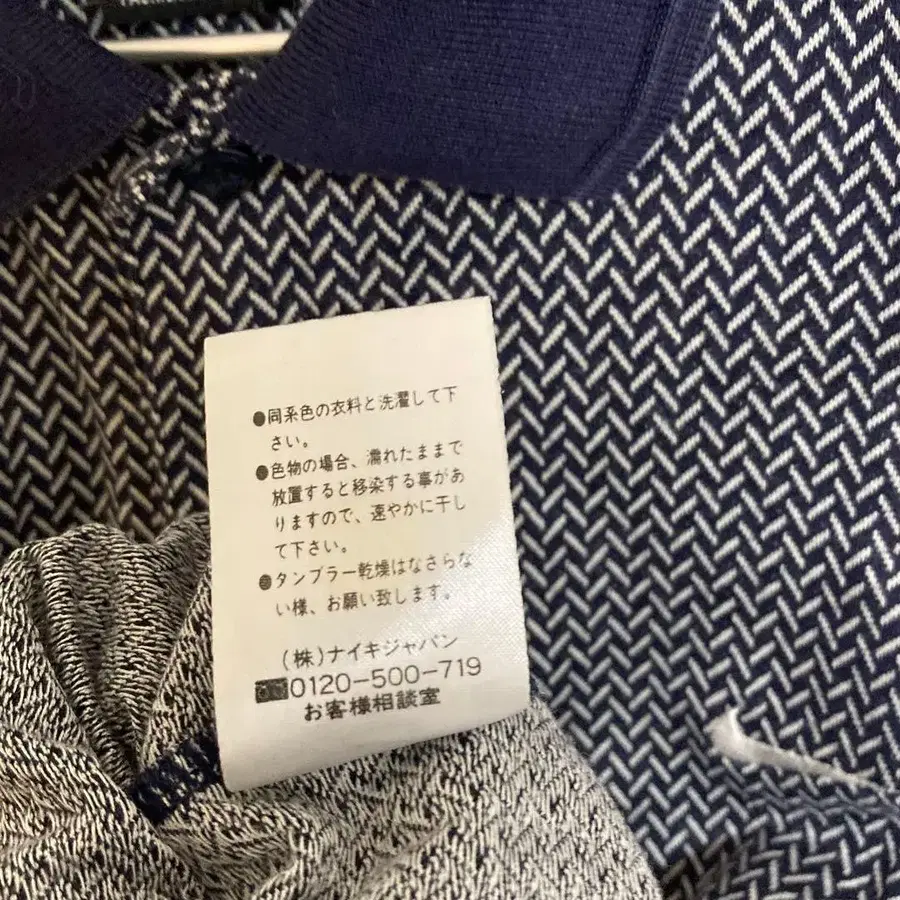 ●同系色の衣料と洗濯して下
さい。
●色物の場合、濡れたままで
放置すると移染する事があ
りますので、速やかに干し
て下さい。
●タンブラー乾燥はなさらな
い様、お願い致します。
(株)ナイキジャパン
0120-500-719
お客様相談室